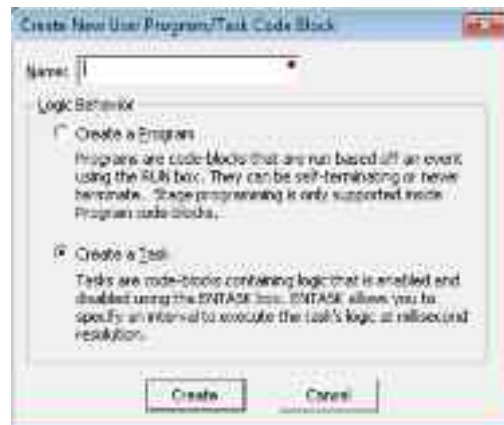 Create New User Program/Task Code Block
Name:
Logic Behavior
Create a Program
Programs are code-blocks that are run based off an event
using the RUN box. They can be self-terminating or never
terminate. Stage programming is only supported inside
Program code-blocks.
Create a Task
Tasks are code-blocks containing logic that is enabled and
disabled using the ENTASK box. ENTASK allows you to
specify an interval to execute the task's logic at millisecond
resolution.
Create
Cancel